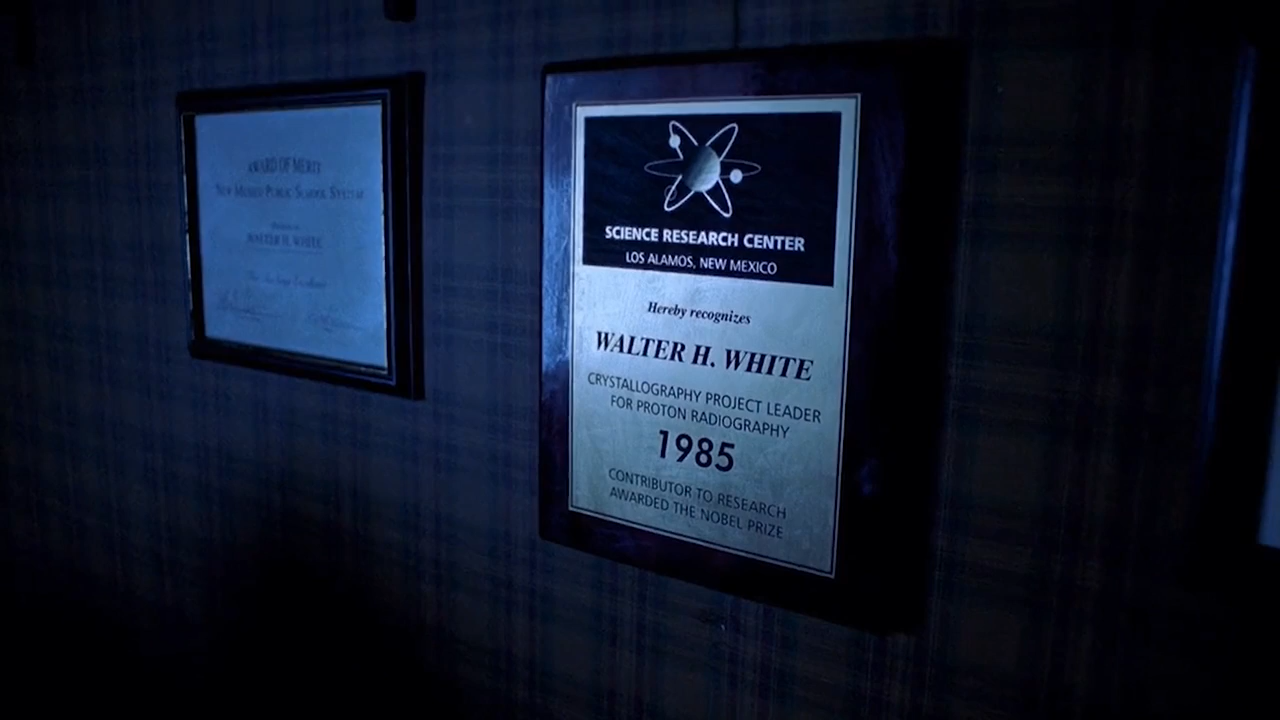 AWARD OF MERIT
NEW MEXICO PUBLIC SCHOOL SYSTEM
WALTER H. WHITE
SCIENCE RESEARCH CENTER
LOS ALAMOS, NEW MEXICO
Hereby recognizes
WALTER H. WHITE
CRYSTALLOGRAPHY PROJECT LEADER
FOR PROTON RADIOGRAPHY
1985
CONTRIBUTOR TO RESEARCH
AWARDED THE NOBEL PRIZE